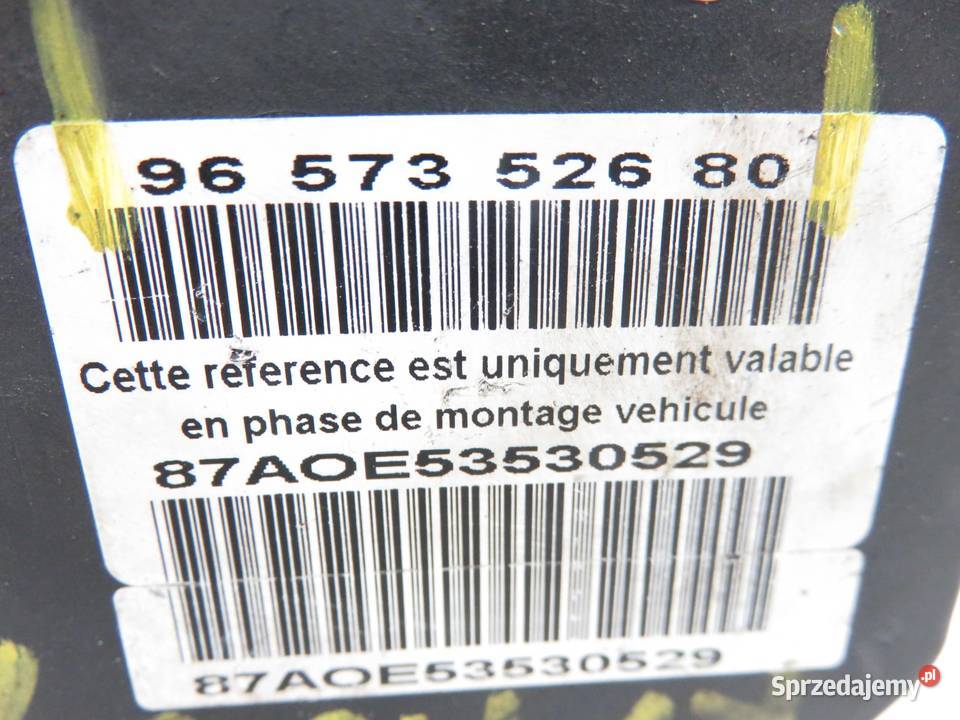 96 573 526 80
Cette reference est uniquement valable
en phase de montage vehicule
87AOE53530529
87AOE53530529
Sprzedajemy.pl